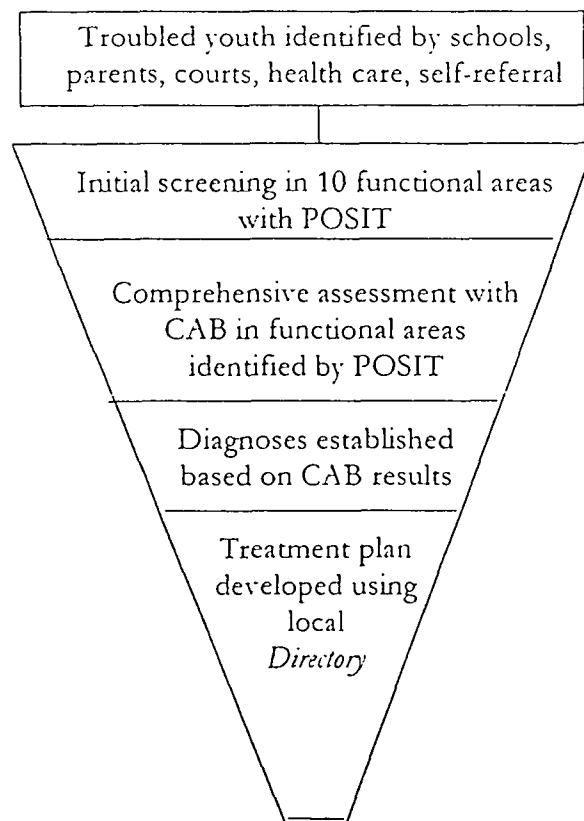 Troubled youth identified by schools,
parents, courts, health care, self-referral
Initial screening in 10 functional areas
with POSIT
Comprehensive assessment with
CAB in functional areas
identified by POSIT
Diagnoses established
based on CAB results
Treatment plan
developed using
local
Directory